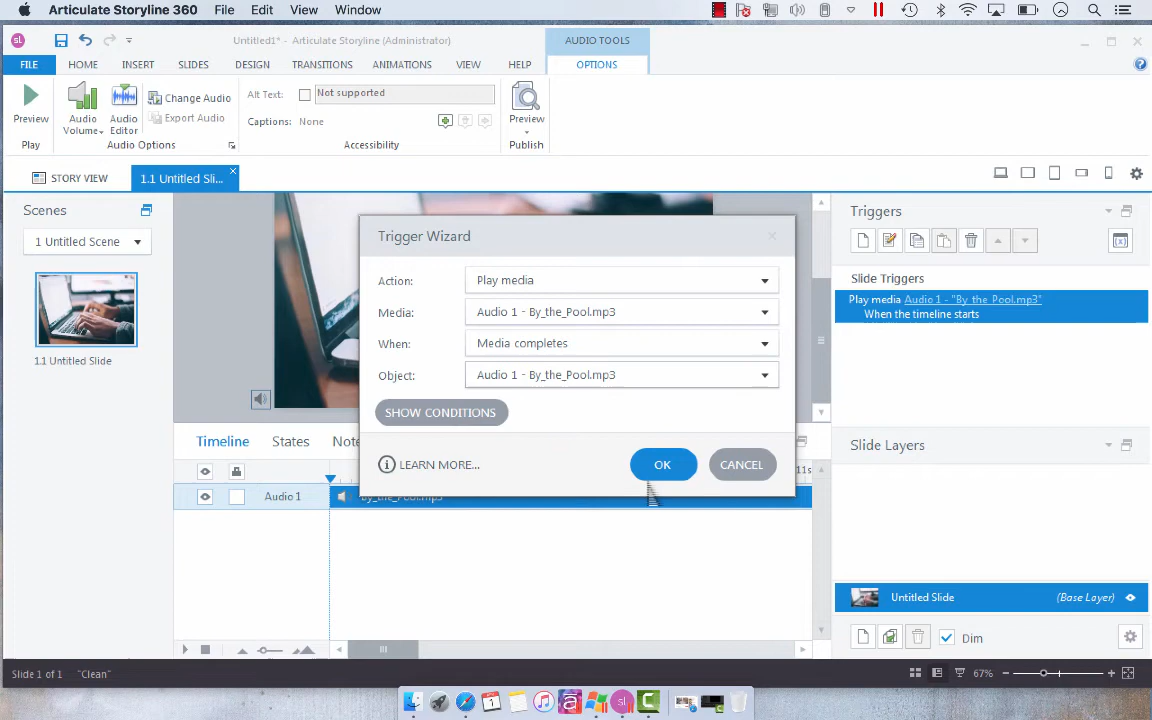 Articulate Storyline 360 File Edit View Window
Untitled1* - Articulate Storyline (Administrator)
AUDIO TOOLS
FILE HOME INSERT SLIDES DESIGN TRANSITIONS ANIMATIONS VIEW HELP OPTIONS
Preview
Play
Audio Volume
Audio Editor
Change Audio
Export Audio
Audio Options
Alt Text: Not supported
Captions: None
Accessibility
Preview
Publish
STORY VIEW
1.1 Untitled Sli...
Scenes
1 Untitled Scene
1.1 Untitled Slide
Trigger Wizard
Action: Play media
Media: Audio 1 - By_the_Pool.mp3
When: Media completes
Object: Audio 1 - By_the_Pool.mp3
SHOW CONDITIONS
LEARN MORE...
OK
CANCEL
Triggers
Slide Triggers
Play media Audio 1 - "By_the_Pool.mp3"
When the timeline starts
Timeline States Note
11s
Audio 1
By_the_Pool.mp3
Slide Layers
Untitled Slide (Base Layer)
Dim
Slide 1 of 1 "Clean"
67%